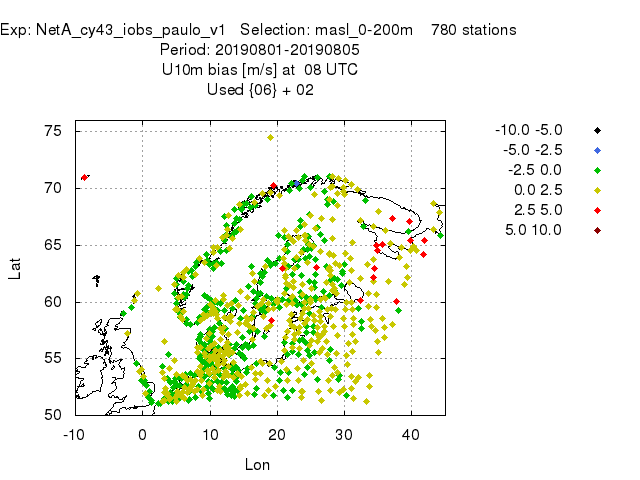 Exp: NetA_cy43_iobs_paulo_v1 Selection: masl_0-200m 780 stations
Period: 20190801-20190805
U10m bias [m/s] at 08 UTC
Used {06} + 02
75
70
65
60
55
50
Lat
-10 0 10 20 30 40
Lon
-10.0 -5.0
-5.0 -2.5
-2.5 0.0
0.0 2.5
2.5 5.0
5.0 10.0